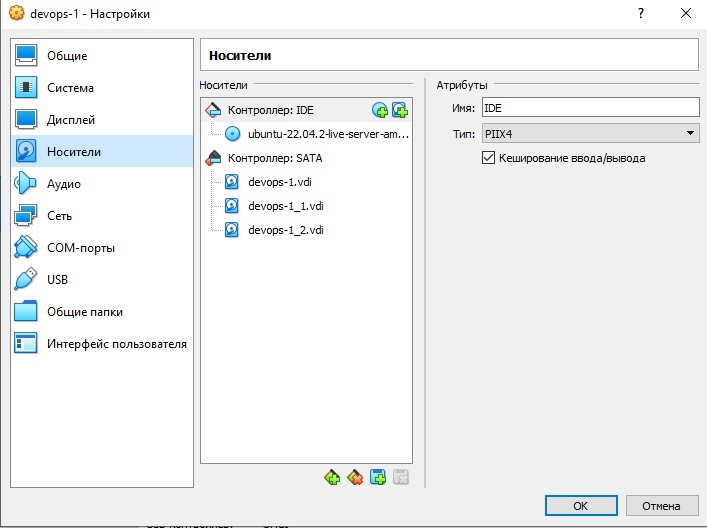 devops-1 - Настройки
?
Общие
Система
Дисплей
Носители
Аудио
Сеть
COM-порты
USB
Общие папки
Интерфейс пользователя
Носители
Носители
Контроллер: IDE
ubuntu-22.04.2-live-server-am...
Контроллер: SATA
devops-1.vdi
devops-1_1.vdi
devops-1_2.vdi
Атрибуты
Имя: IDE
Тип: PIIX4
Кеширование ввода/вывода
OK
Отмена